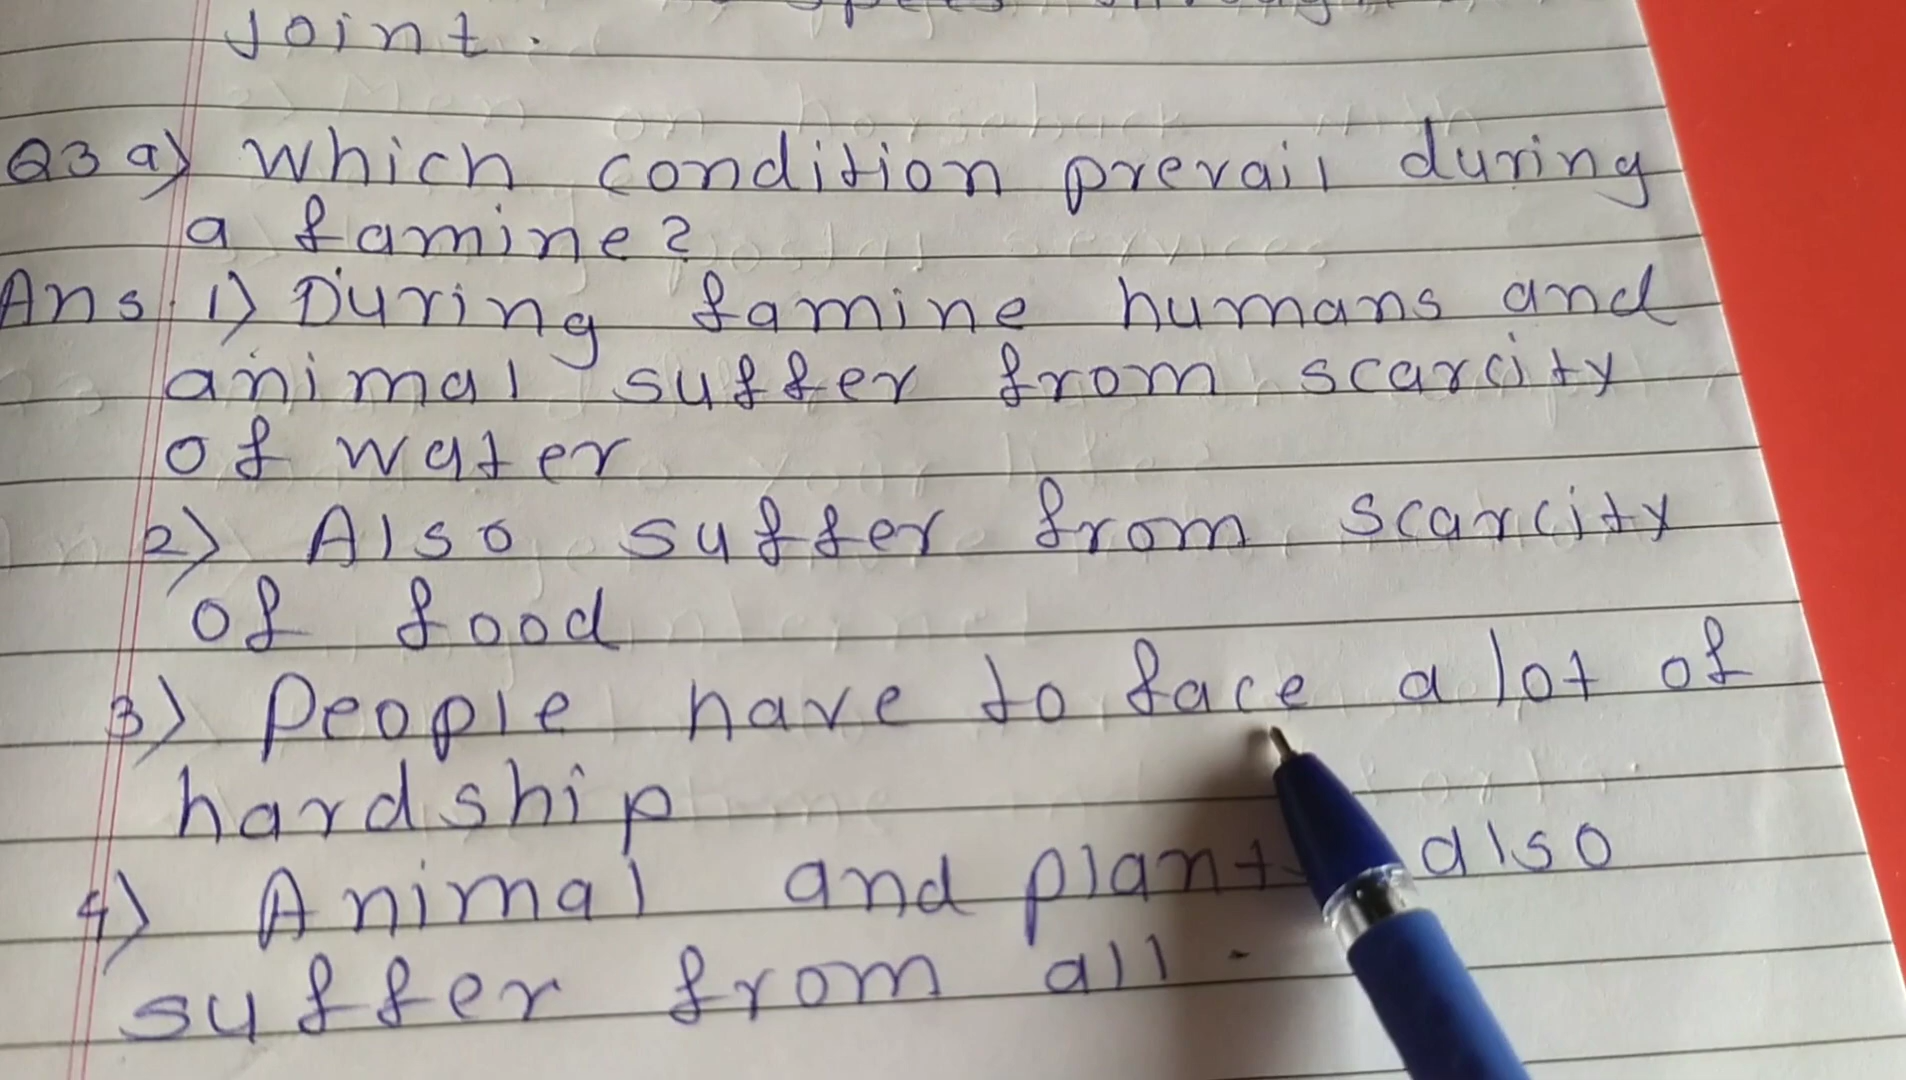 Joint.
Q3 a) Which condition prevail during
a famine?
Ans 1) During famine humans and
animal suffer from scarcity
of water
2) Also suffer from scarcity
of food
3) People have to face a lot of
hardship
4) Animal and plants also
suffer from all.